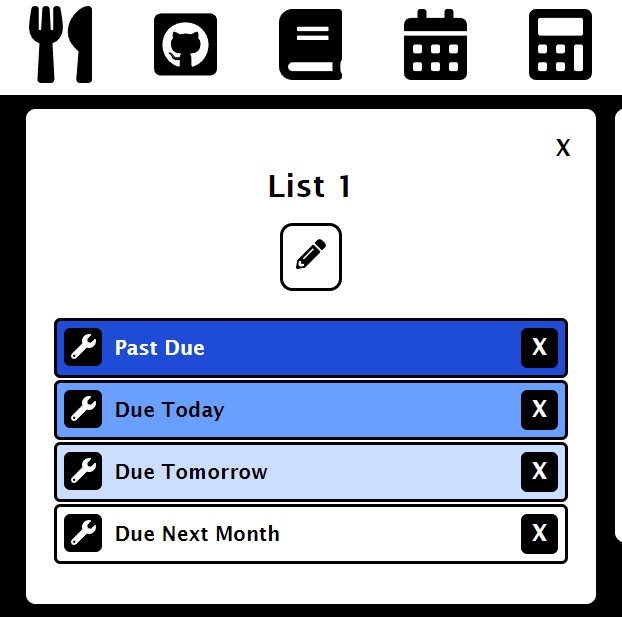 X
List 1
Past Due X
Due Today X
Due Tomorrow X
Due Next Month X